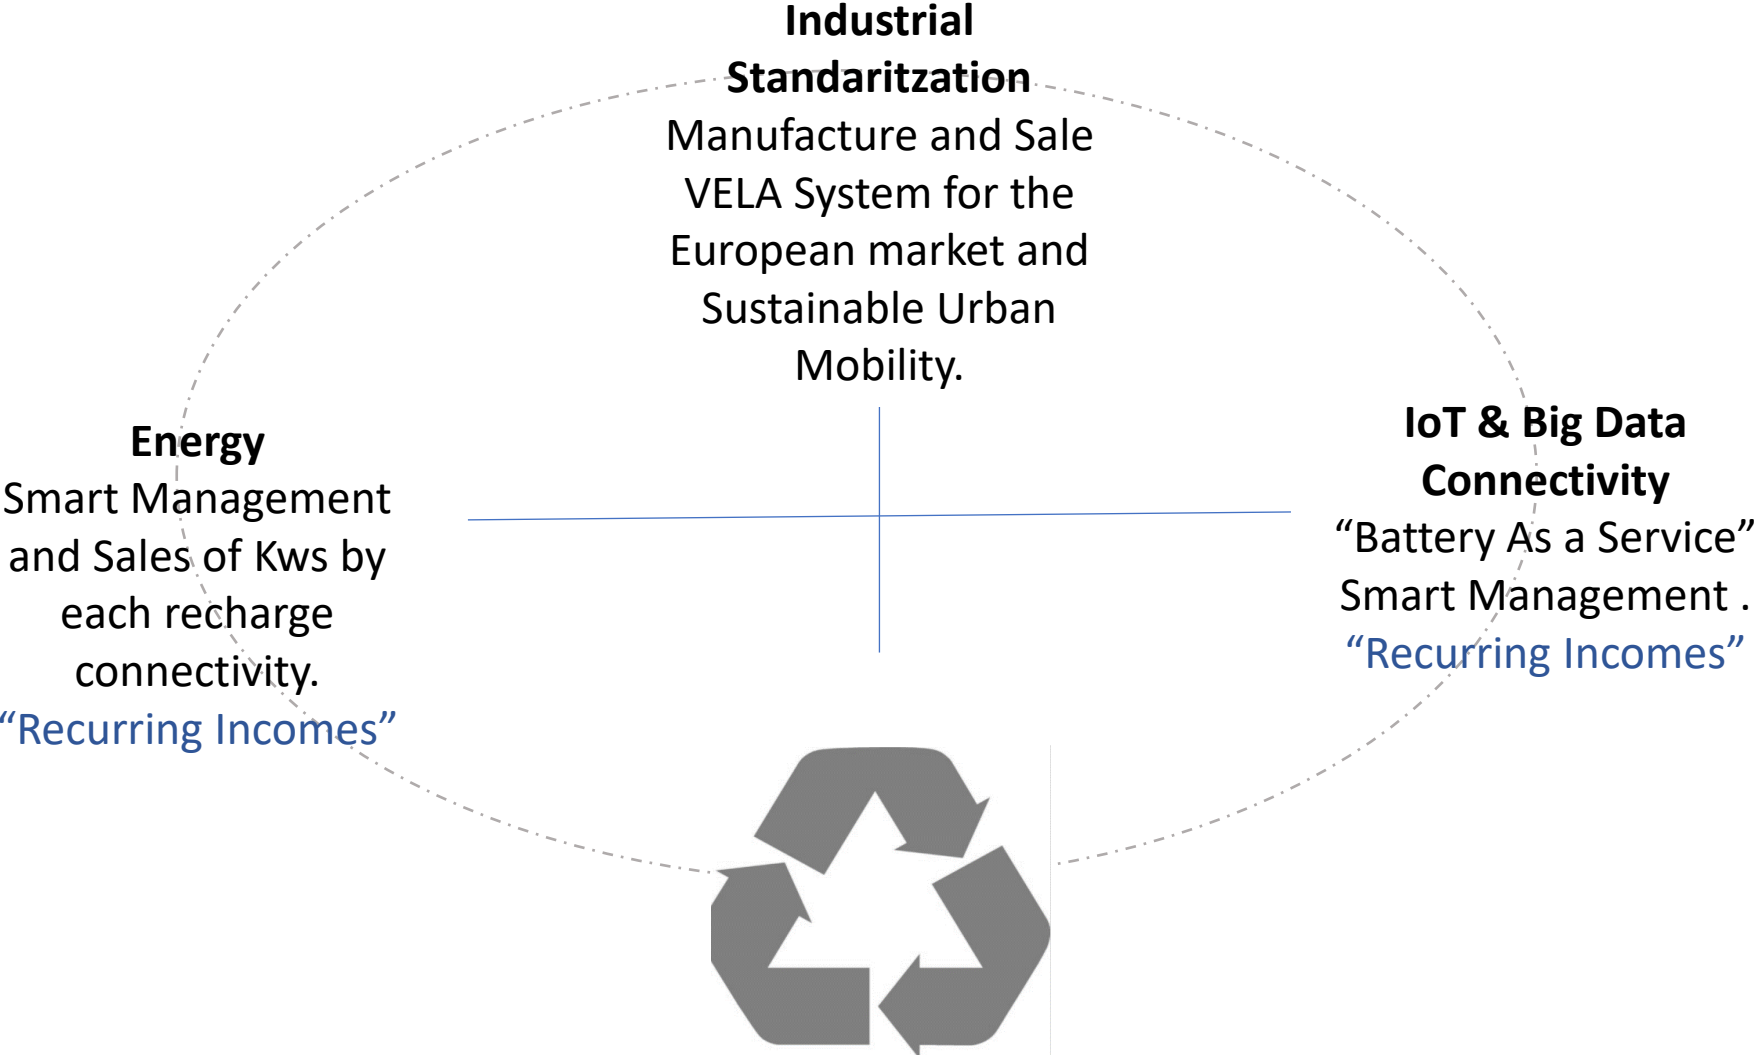 Industrial
Standaritzation
Manufacture and Sale
VELA System for the
European market and
Sustainable Urban
Mobility.
Energy
Smart Management
and Sales of Kws by
each recharge
connectivity.
“Recurring Incomes”
IoT & Big Data
Connectivity
“Battery As a Service”
Smart Management .
“Recurring Incomes”